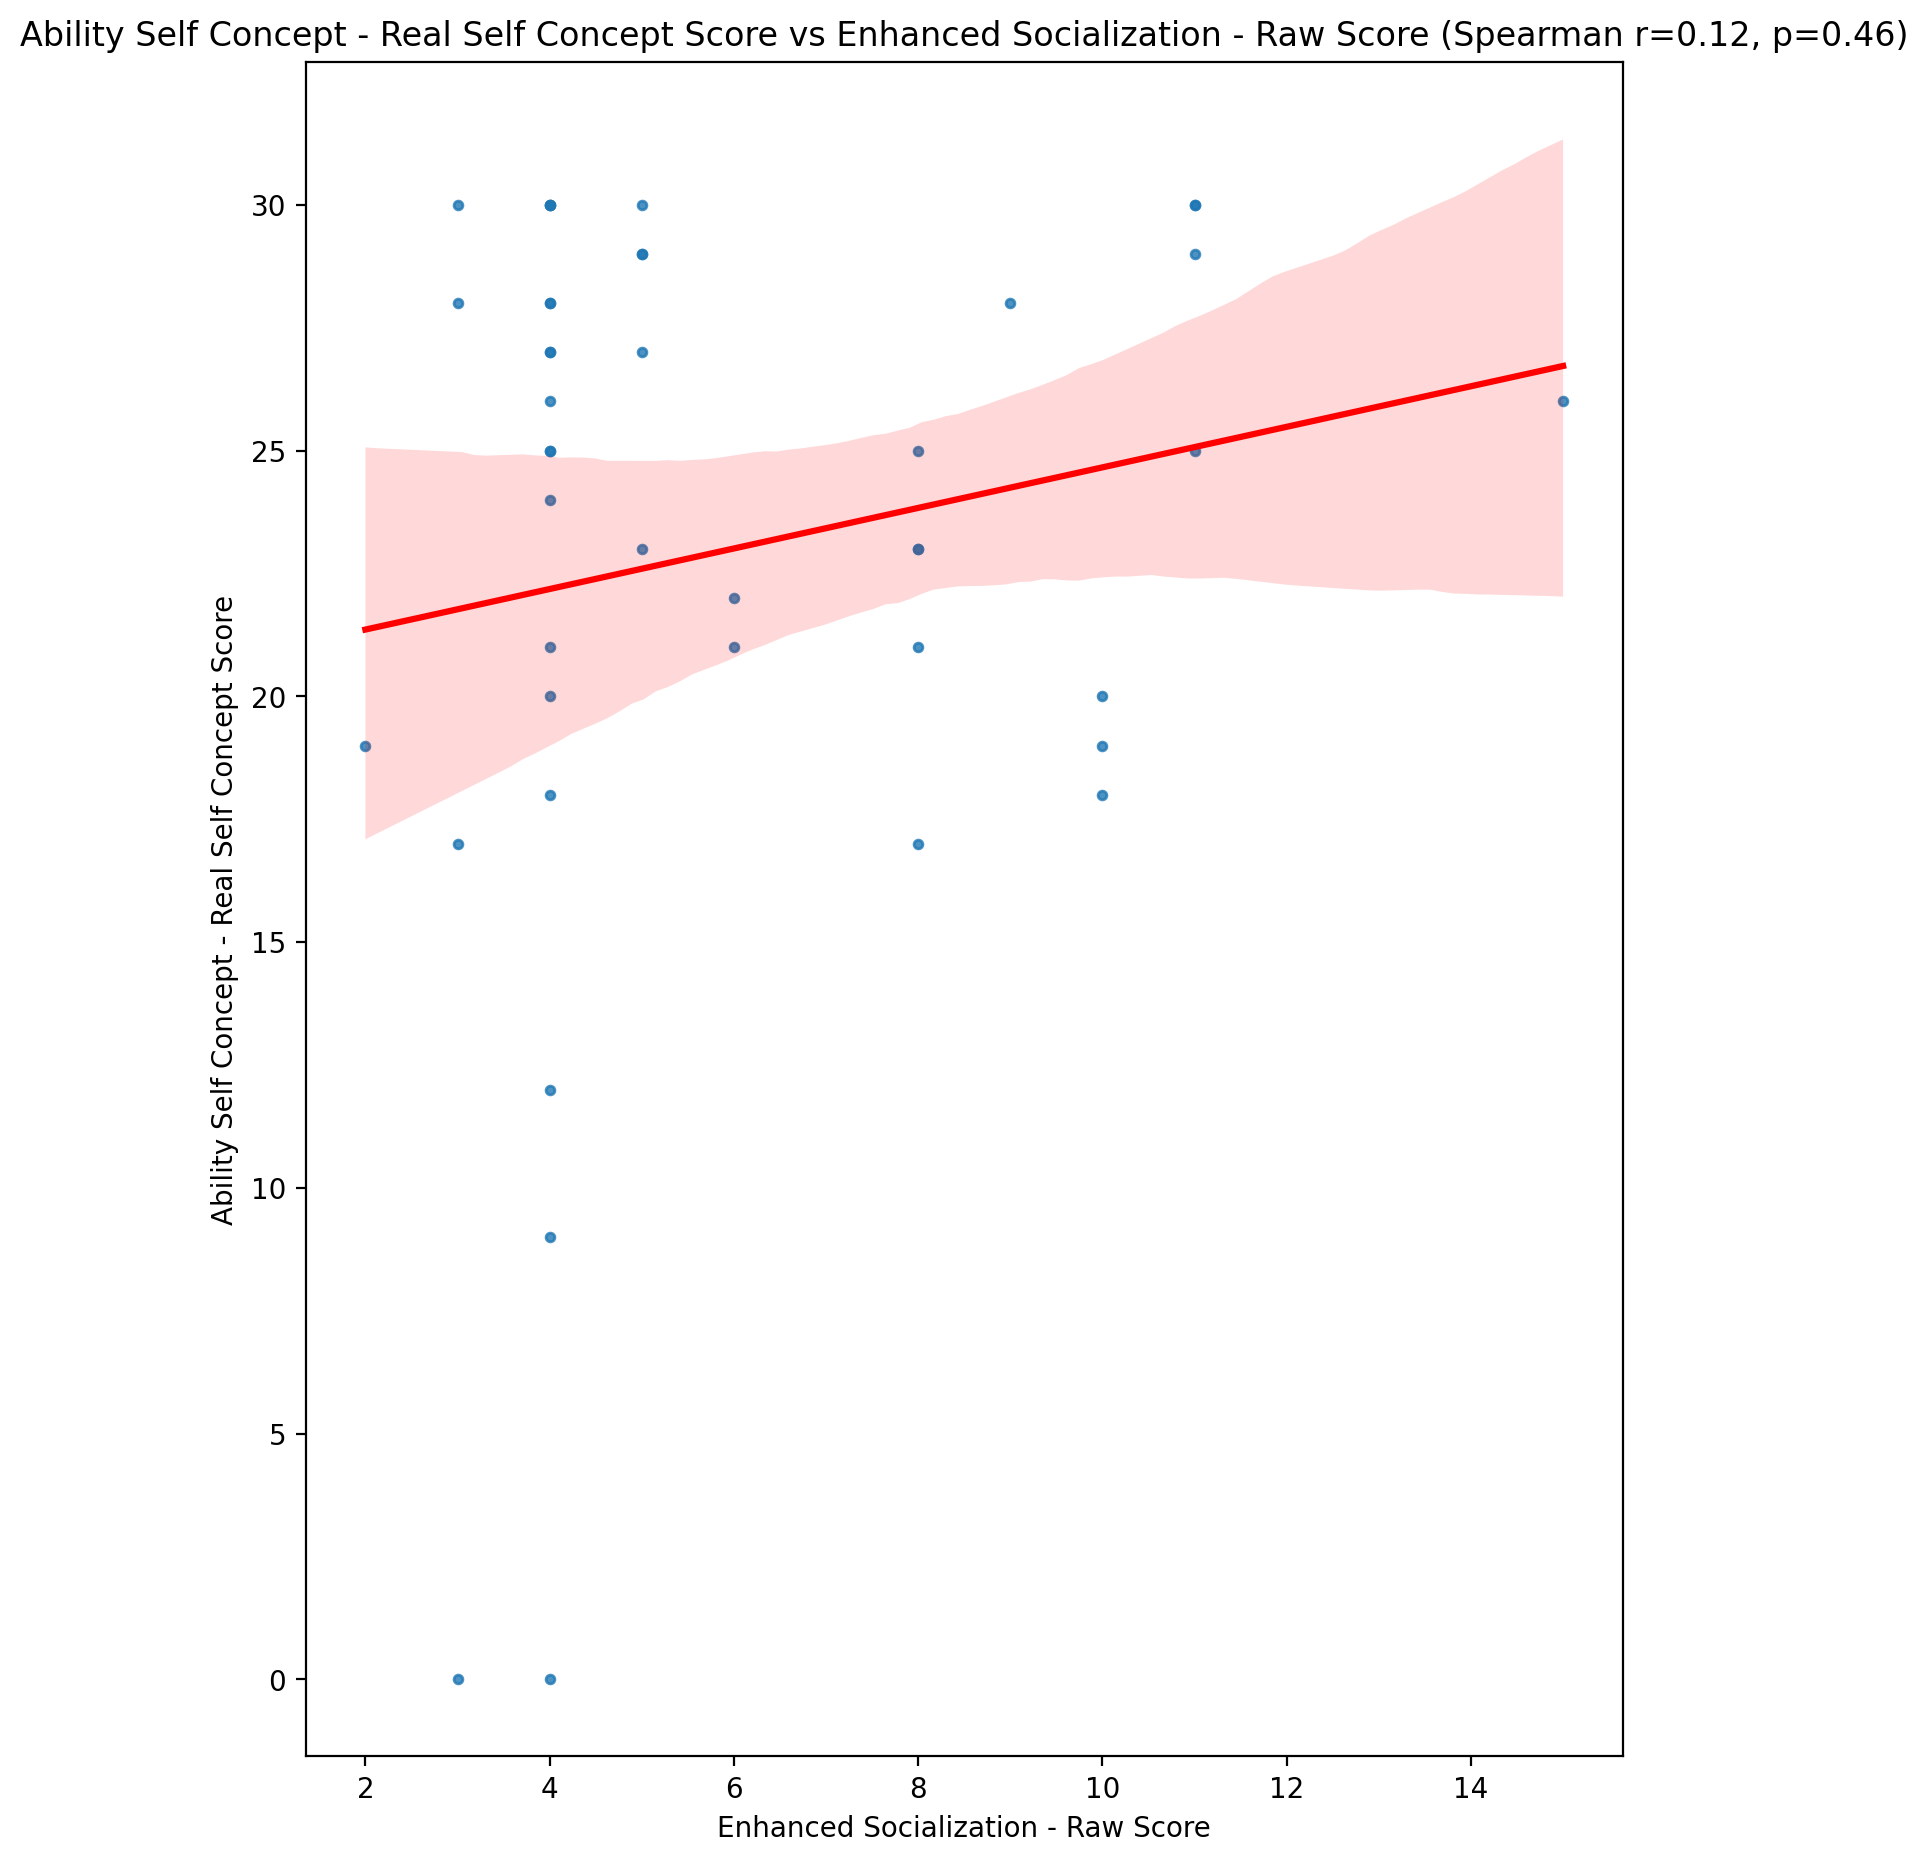 Ability Self Concept - Real Self Concept Score vs Enhanced Socialization - Raw Score (Spearman r=0.12, p=0.46)
Ability Self Concept - Real Self Concept Score
30
25
20
15
10
5
0
2 4 6 8 10 12 14
Enhanced Socialization - Raw Score